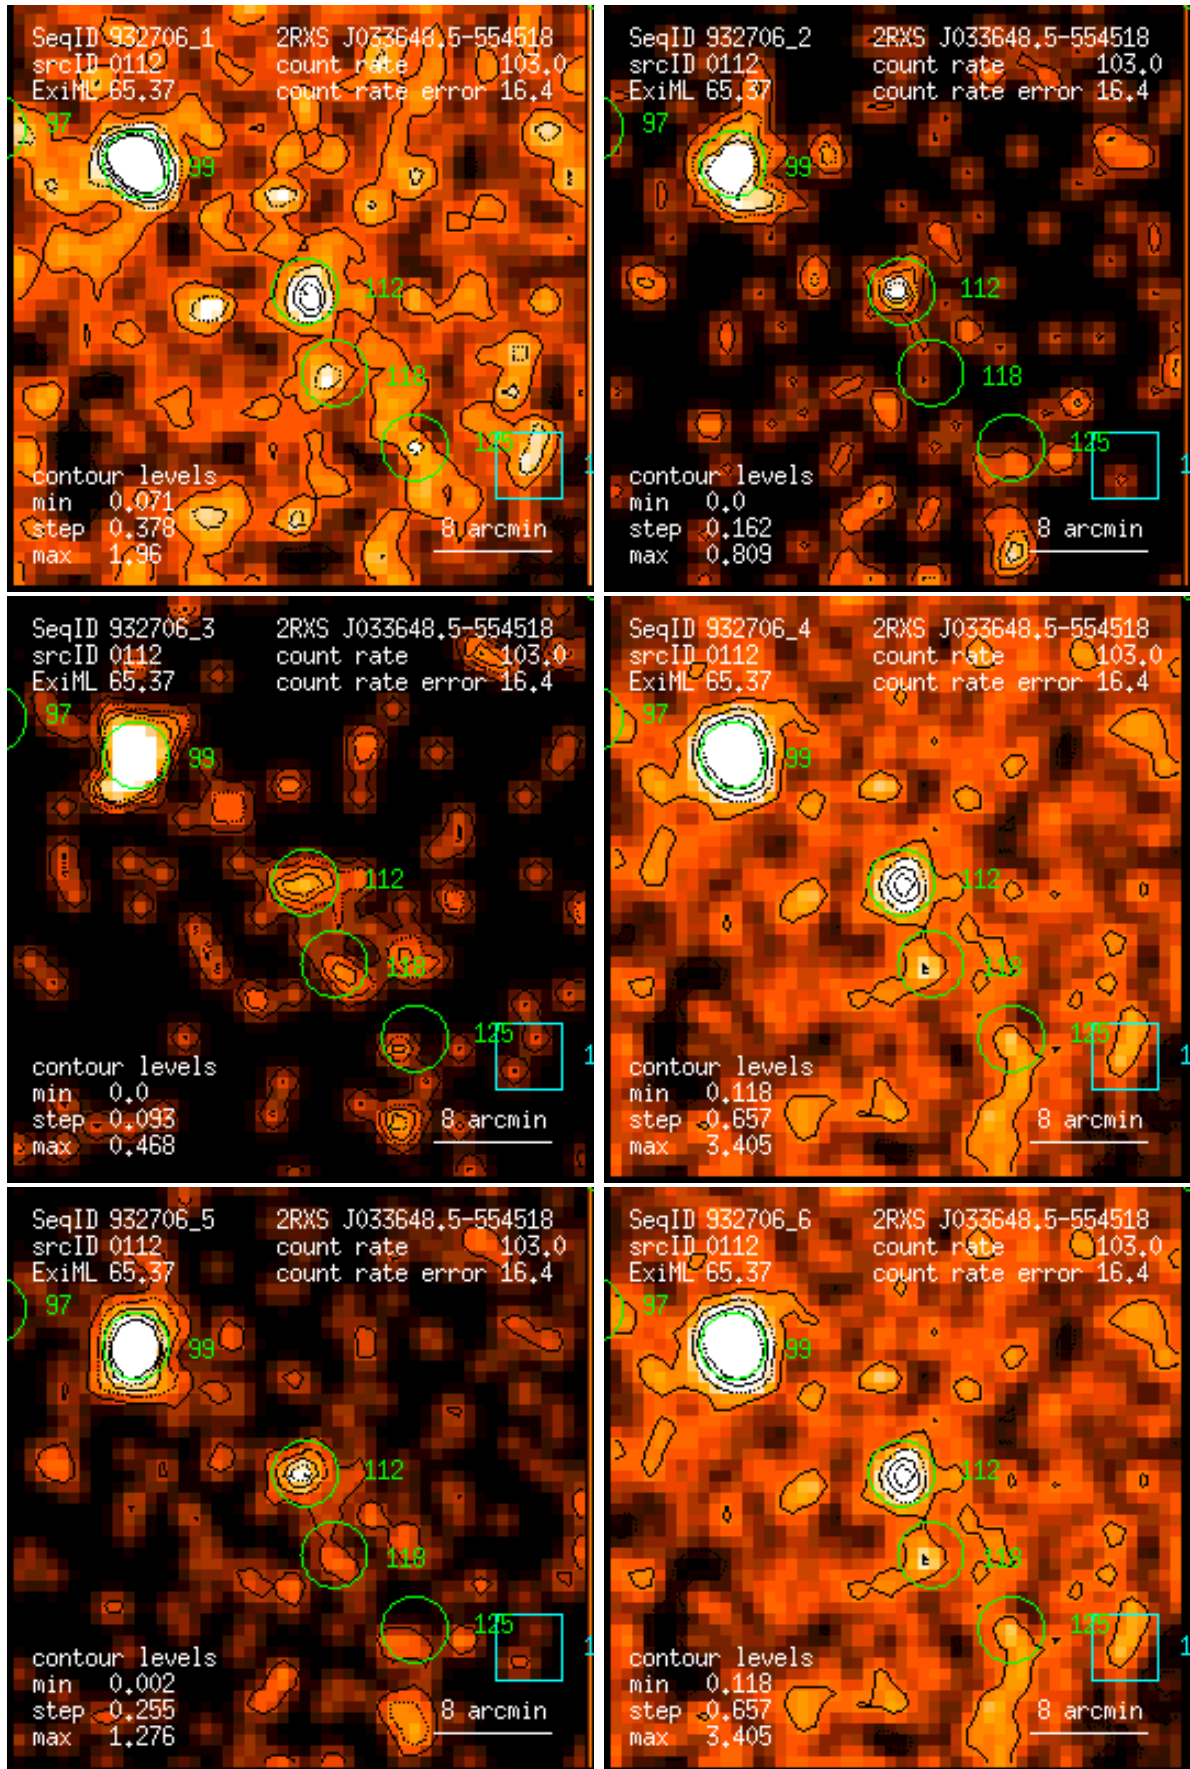 SeqID 932706_1 2RXS J033648.5-554518
srcID 0112 count rate 103.0
ExiML 65.37 count rate error 16.4
97
99
112
118
125
1
contour levels
min 0.071
step 0.378 8 arcmin
max 1.96
SeqID 932706_2 2RXS J033648.5-554518
srcID 0112 count rate 103.0
ExiML 65.37 count rate error 16.4
97
99
112
118
125
1
contour levels
min 0.0
step 0.162 8 arcmin
max 0.809
SeqID 932706_3 2RXS J033648.5-554518
srcID 0112 count rate 103.0
ExiML 65.37 count rate error 16.4
97
99
112
118
125
1
contour levels
min 0.0
step 0.093 8 arcmin
max 0.468
SeqID 932706_4 2RXS J033648.5-554518
srcID 0112 count rate 103.0
ExiML 65.37 count rate error 16.4
97
99
112
118
125
1
contour levels
min 0.118
step 0.657 8 arcmin
max 3.405
SeqID 932706_5 2RXS J033648.5-554518
srcID 0112 count rate 103.0
ExiML 65.37 count rate error 16.4
97
99
112
118
125
1
contour levels
min 0.002
step 0.255 8 arcmin
max 1.276
SeqID 932706_6 2RXS J033648.5-554518
srcID 0112 count rate 103.0
ExiML 65.37 count rate error 16.4
97
99
112
118
125
1
contour levels
min 0.118
step 0.657 8 arcmin
max 3.405